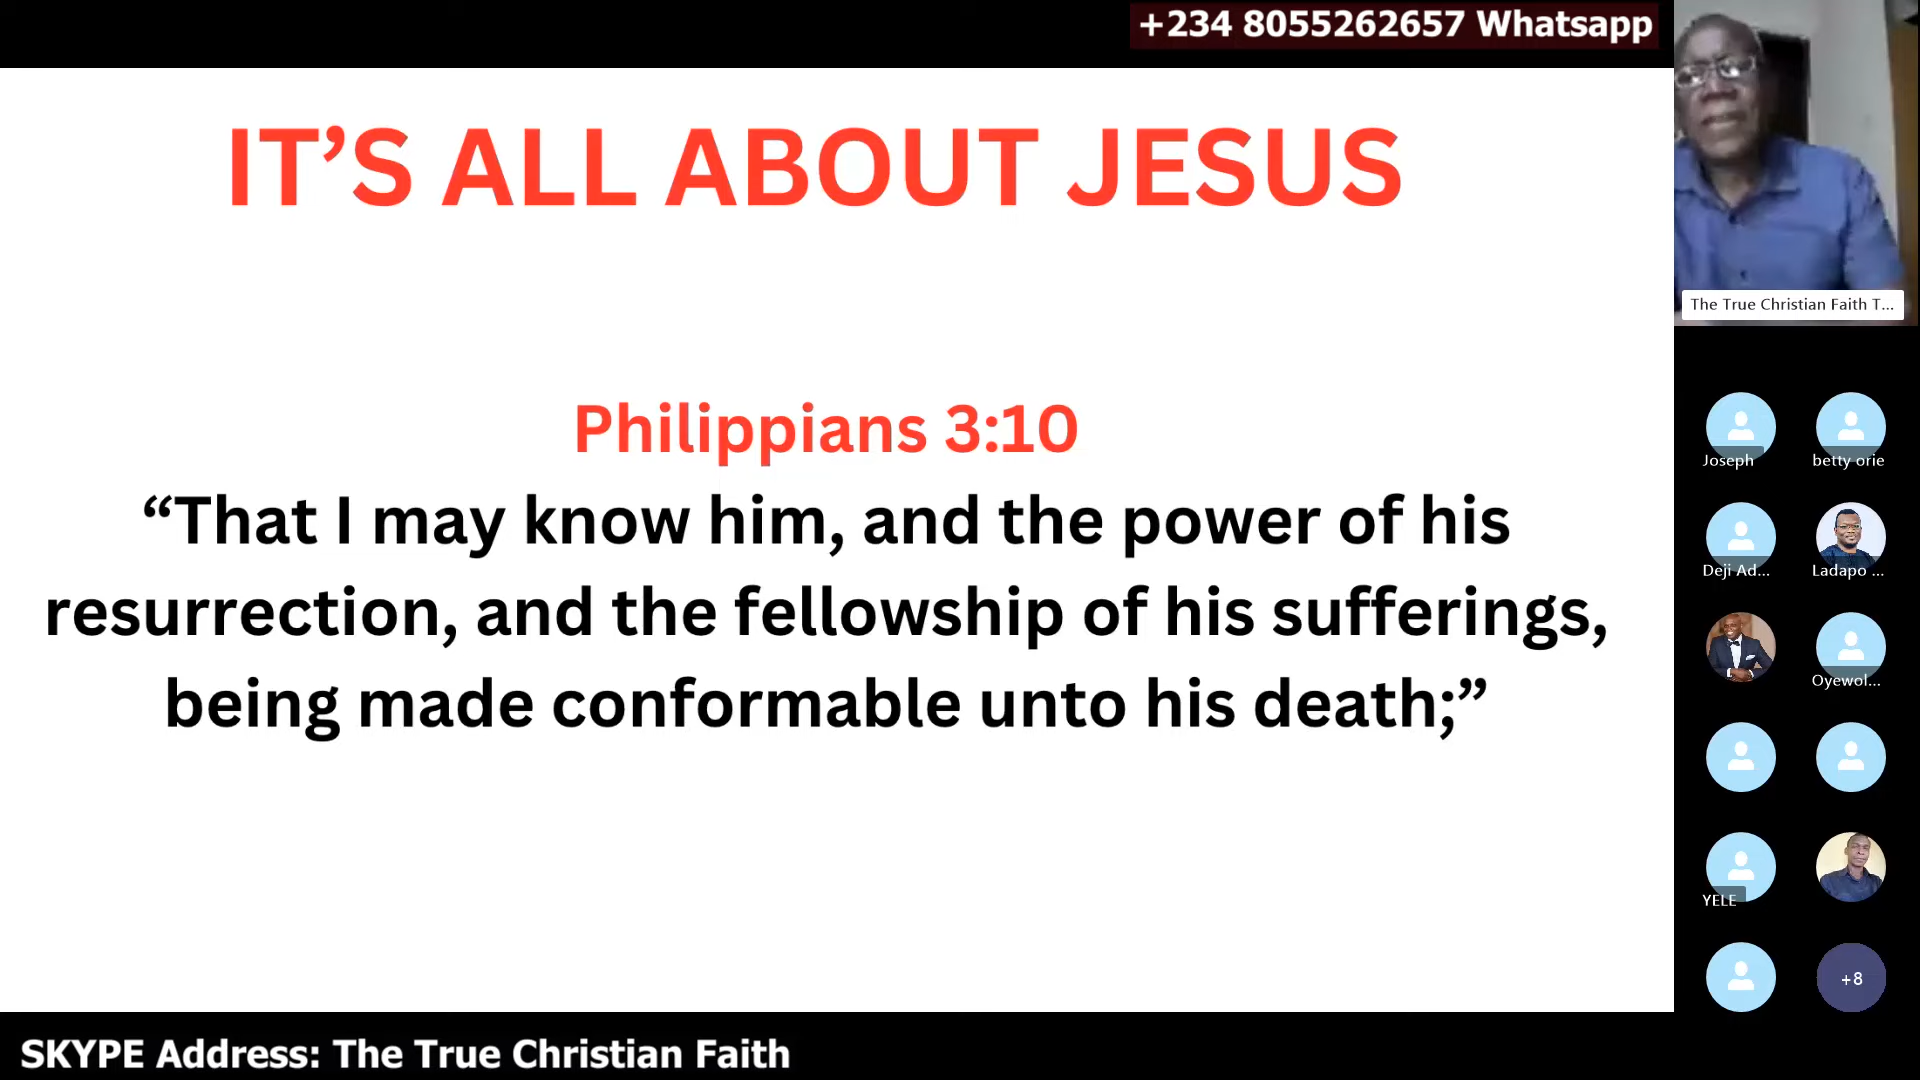 +234 8055262657 Whatsapp
IT’S ALL ABOUT JESUS
Philippians 3:10
“That I may know him, and the power of his
resurrection, and the fellowship of his sufferings,
being made conformable unto his death;”
The True Christian Faith T...
Joseph
betty orie
Deji Ad...
Ladapo ...
Oyewol...
YELE
+8
SKYPE Address: The True Christian Faith